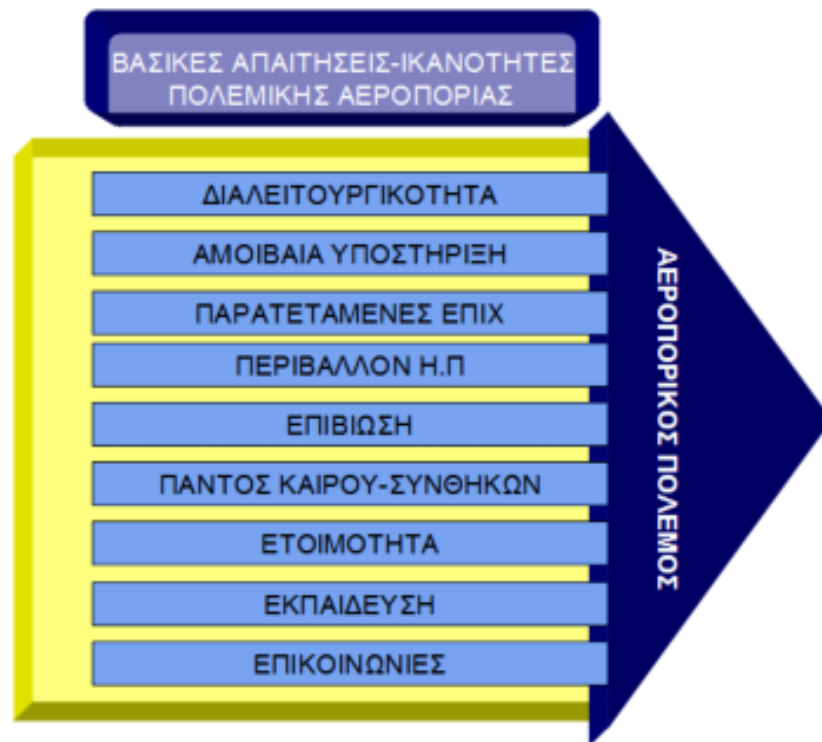 ΒΑΣΙΚΕΣ ΑΠΑΙΤΗΣΕΙΣ-ΙΚΑΝΟΤΗΤΕΣ
ΠΟΛΕΜΙΚΗΣ ΑΕΡΟΠΟΡΙΑΣ
ΔΙΑΛΕΙΤΟΥΡΓΙΚΟΤΗΤΑ
ΑΜΟΙΒΑΙΑ ΥΠΟΣΤΗΡΙΞΗ
ΠΑΡΑΤΕΤΑΜΕΝΕΣ ΕΠΙΧ
ΠΕΡΙΒΑΛΛΟΝ Η.Π
ΕΠΙΒΙΩΣΗ
ΠΑΝΤΟΣ ΚΑΙΡΟΥ-ΣΥΝΘΗΚΩΝ
ΕΤΟΙΜΟΤΗΤΑ
ΕΚΠΑΙΔΕΥΣΗ
ΕΠΙΚΟΙΝΩΝΙΕΣ
ΑΕΡΟΠΟΡΙΚΟΣ ΠΟΛΕΜΟΣ